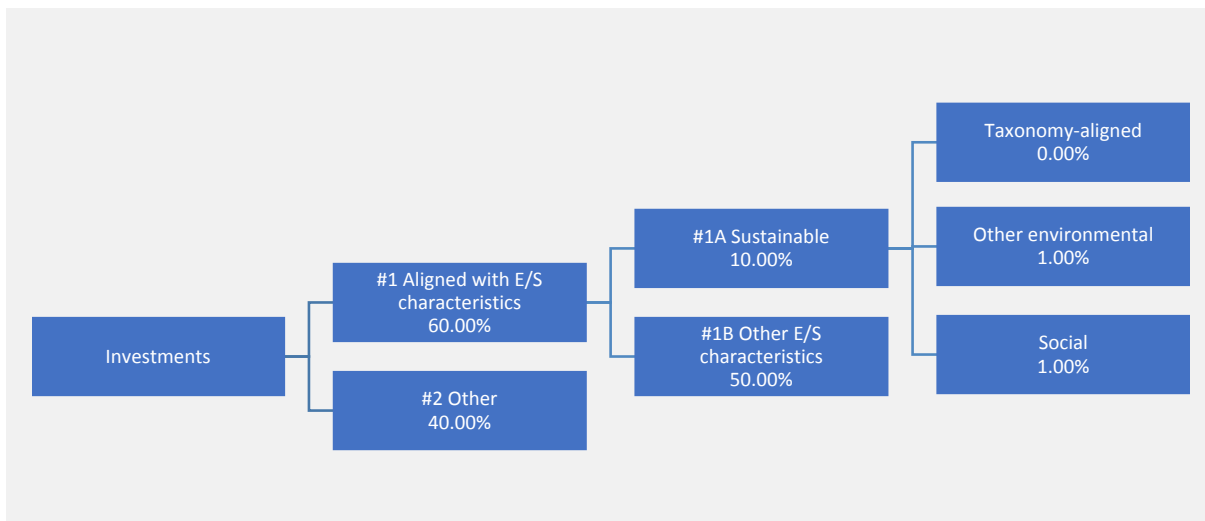 Investments
#1 Aligned with E/S
characteristics
60.00%
#2 Other
40.00%
#1A Sustainable
10.00%
#1B Other E/S
characteristics
50.00%
Taxonomy-aligned
0.00%
Other environmental
1.00%
Social
1.00%